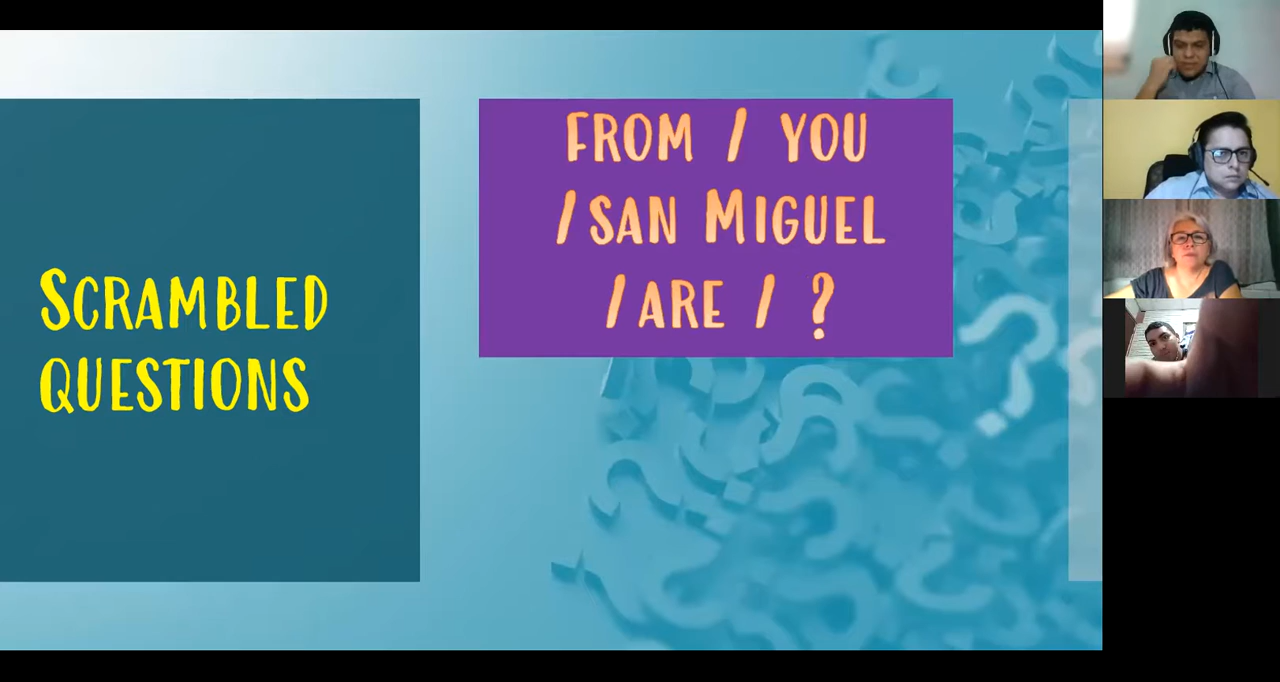 SCRAMBLED
QUESTIONS
FROM / YOU
/SAN MIGUEL
/ARE / ?